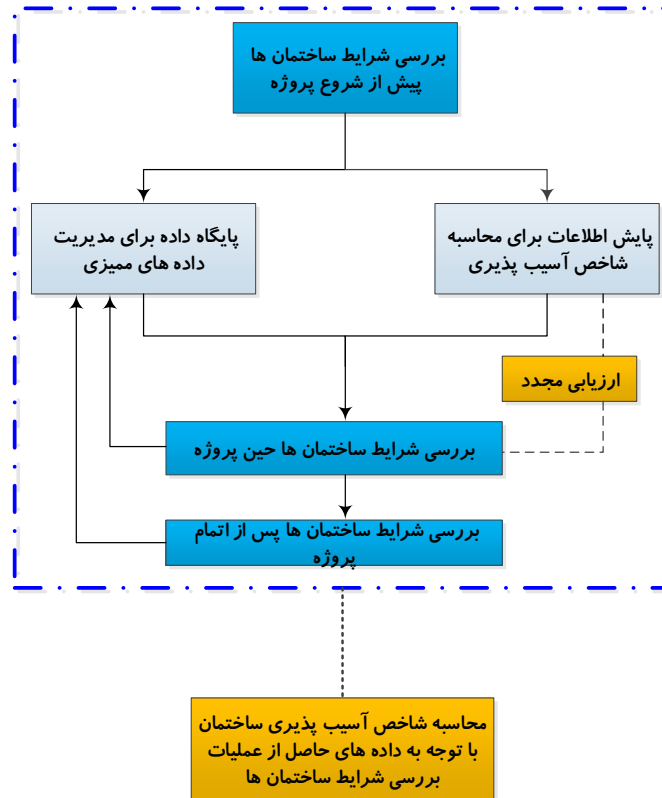 بررسی شرایط ساختمان ها
پیش از شروع پروژه
پایش اطلاعات برای محاسبه
شاخص آسیب پذیری
پایگاه داده برای مدیریت
داده های ممیزی
ارزیابی مجدد
بررسی شرایط ساختمان ها حین پروژه
بررسی شرایط ساختمان ها پس از اتمام
پروژه
محاسبه شاخص آسیب پذیری ساختمان
با توجه به داده های حاصل از عملیات
بررسی شرایط ساختمان ها